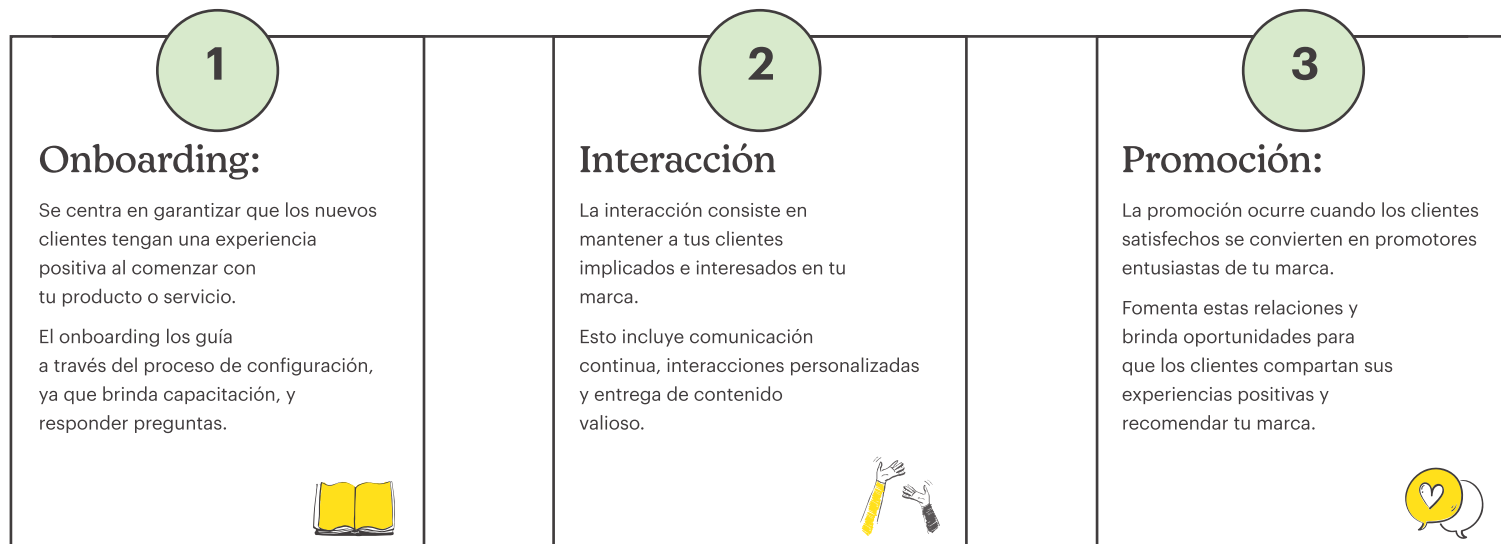 1
Onboarding:
Se centra en garantizar que los nuevos
clientes tengan una experiencia
positiva al comenzar con
tu producto o servicio.
El onboarding los guía
a través del proceso de configuración,
ya que brinda capacitación, y
responder preguntas.
2
Interacción
La interacción consiste en
mantener a tus clientes
implicados e interesados en tu
marca.
Esto incluye comunicación
continua, interacciones personalizadas
y entrega de contenido
valioso.
3
Promoción:
La promoción ocurre cuando los clientes
satisfechos se convierten en promotores
entusiastas de tu marca.
Fomenta estas relaciones y
brinda oportunidades para
que los clientes compartan sus
experiencias positivas y
recomendar tu marca.